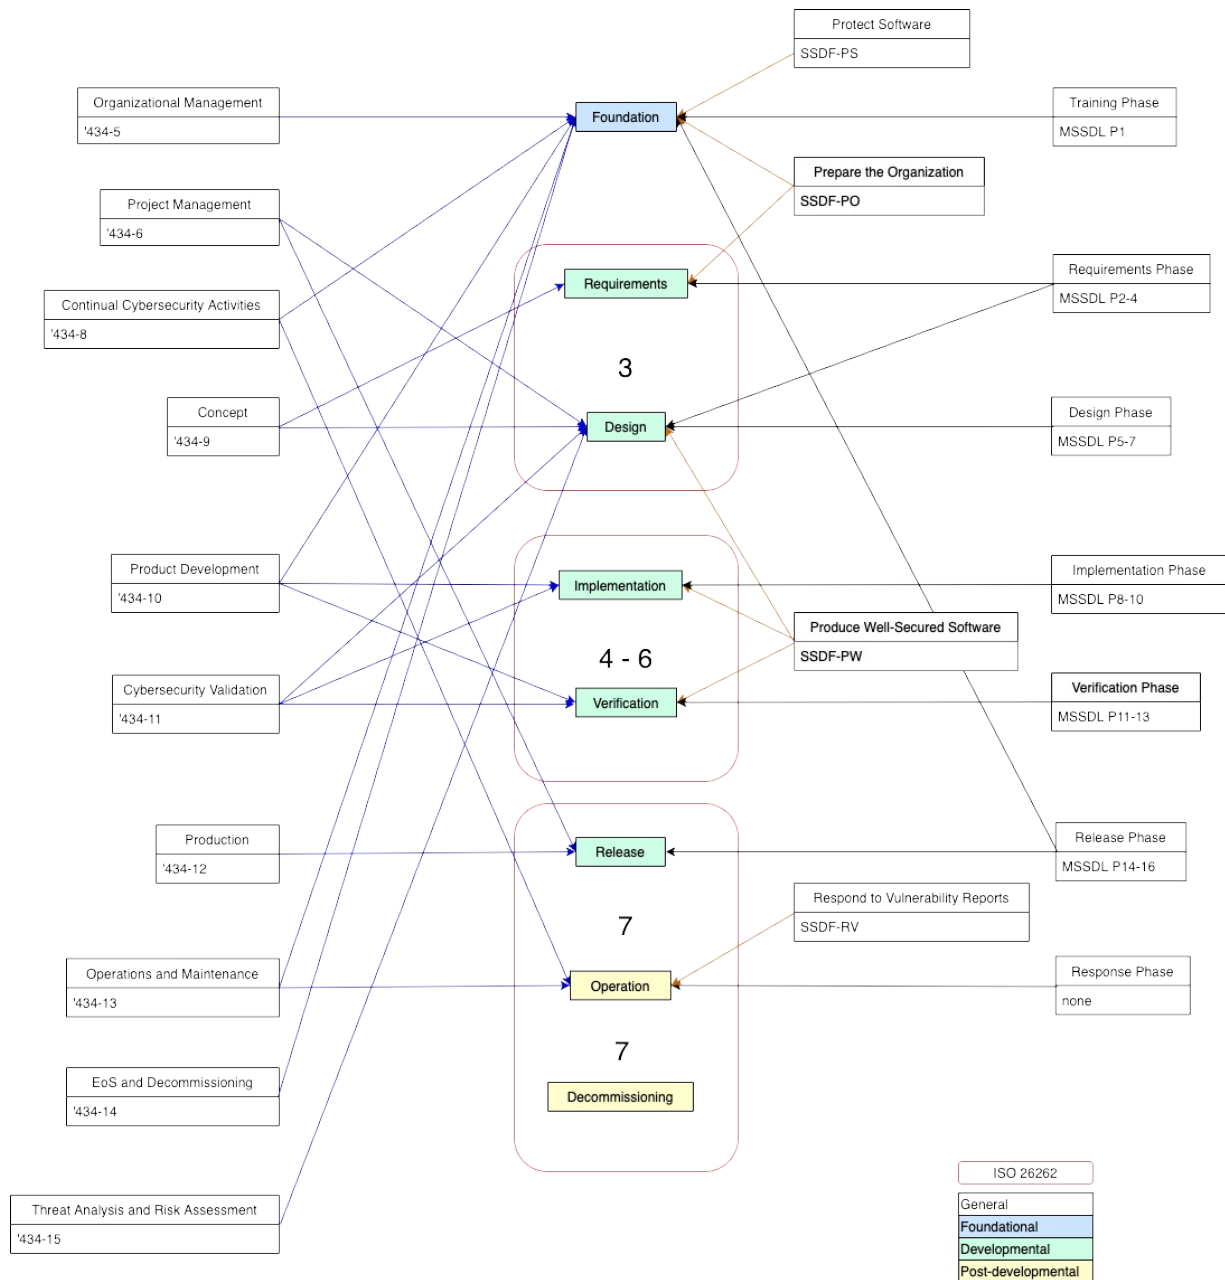 Protect Software
SSDF-PS
Organizational Management
'434-5
Foundation
Training Phase
MSSDL P1
Prepare the Organization
SSDF-PO
Project Management
'434-6
Requirements
Requirements Phase
MSSDL P2-4
Continual Cybersecurity Activities
'434-8
3
Concept
'434-9
Design
Design Phase
MSSDL P5-7
Product Development
'434-10
Implementation
Implementation Phase
MSSDL P8-10
Produce Well-Secured Software
SSDF-PW
4 - 6
Cybersecurity Validation
'434-11
Verification
Verification Phase
MSSDL P11-13
Production
'434-12
Release
Release Phase
MSSDL P14-16
Respond to Vulnerability Reports
SSDF-RV
7
Operations and Maintenance
'434-13
Operation
Response Phase
none
7
EoS and Decommissioning
'434-14
Decommissioning
Threat Analysis and Risk Assessment
'434-15
ISO 26262
General
Foundational
Developmental
Post-developmental